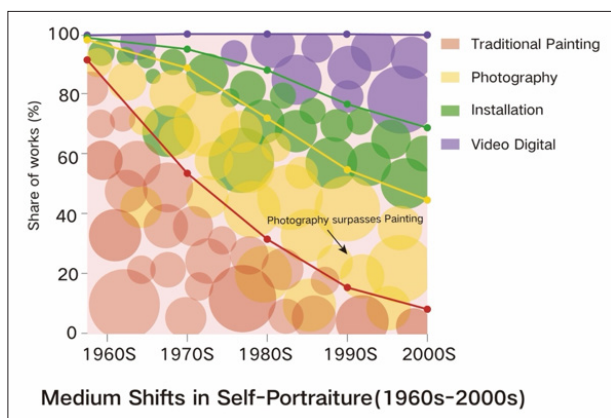 100
80
60
40
20
0
Share of works (%)
Traditional Painting
Photography
Installation
Video Digital
Photography surpasses Painting
1960S
1970S
1980S
1990S
2000S
Medium Shifts in Self-Portraiture(1960s-2000s)